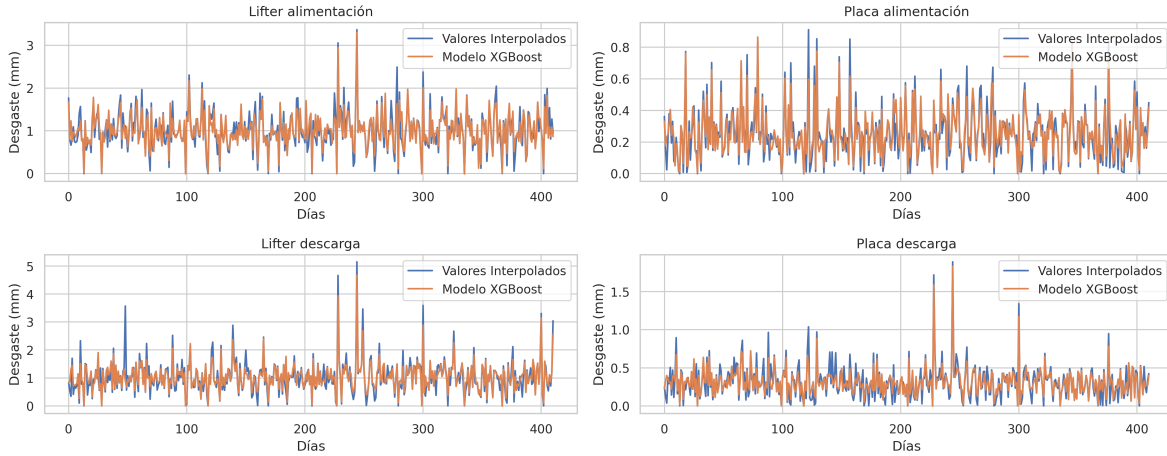 Lifter alimentación
Desgaste (mm)
3
2
1
0
0
100
200
300
400
Días
Valores Interpolados
Modelo XGBoost
Placa alimentación
Desgaste (mm)
0.8
0.6
0.4
0.2
0.0
0
100
200
300
400
Días
Valores Interpolados
Modelo XGBoost
Lifter descarga
Desgaste (mm)
5
4
3
2
1
0
0
100
200
300
400
Días
Valores Interpolados
Modelo XGBoost
Placa descarga
Desgaste (mm)
1.5
1.0
0.5
0.0
0
100
200
300
400
Días
Valores Interpolados
Modelo XGBoost